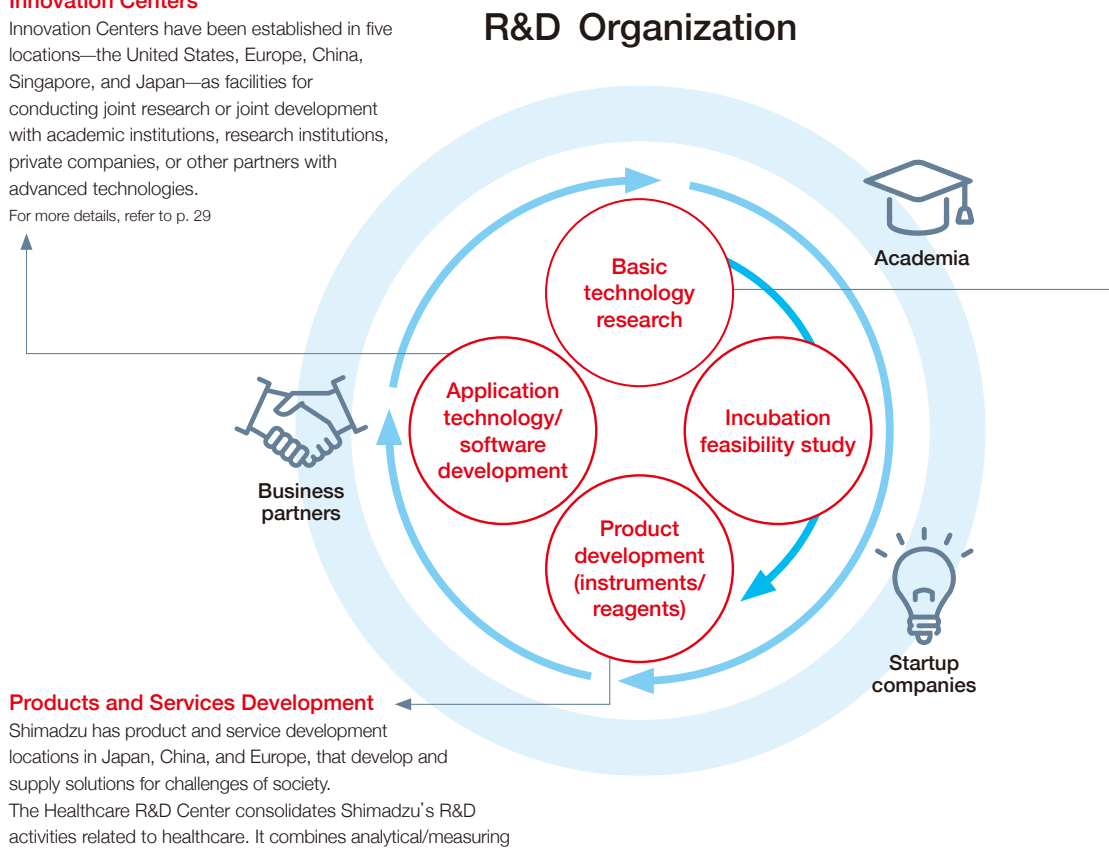 Innovation Centers
Innovation Centers have been established in five
locations—the United States, Europe, China,
Singapore, and Japan—as facilities for
conducting joint research or joint development
with academic institutions, research institutions,
private companies, or other partners with
advanced technologies.
For more details, refer to p. 29
R&D Organization
Academia
Basic
technology
research
Application
technology/
software
development
Incubation
feasibility study
Business
partners
Product
development
(instruments/
reagents)
Startup
companies
Products and Services Development
Shimadzu has product and service development
locations in Japan, China, and Europe, that develop and
supply solutions for challenges of society.
The Healthcare R&D Center consolidates Shimadzu's R&D
activities related to healthcare. It combines analytical/measuring